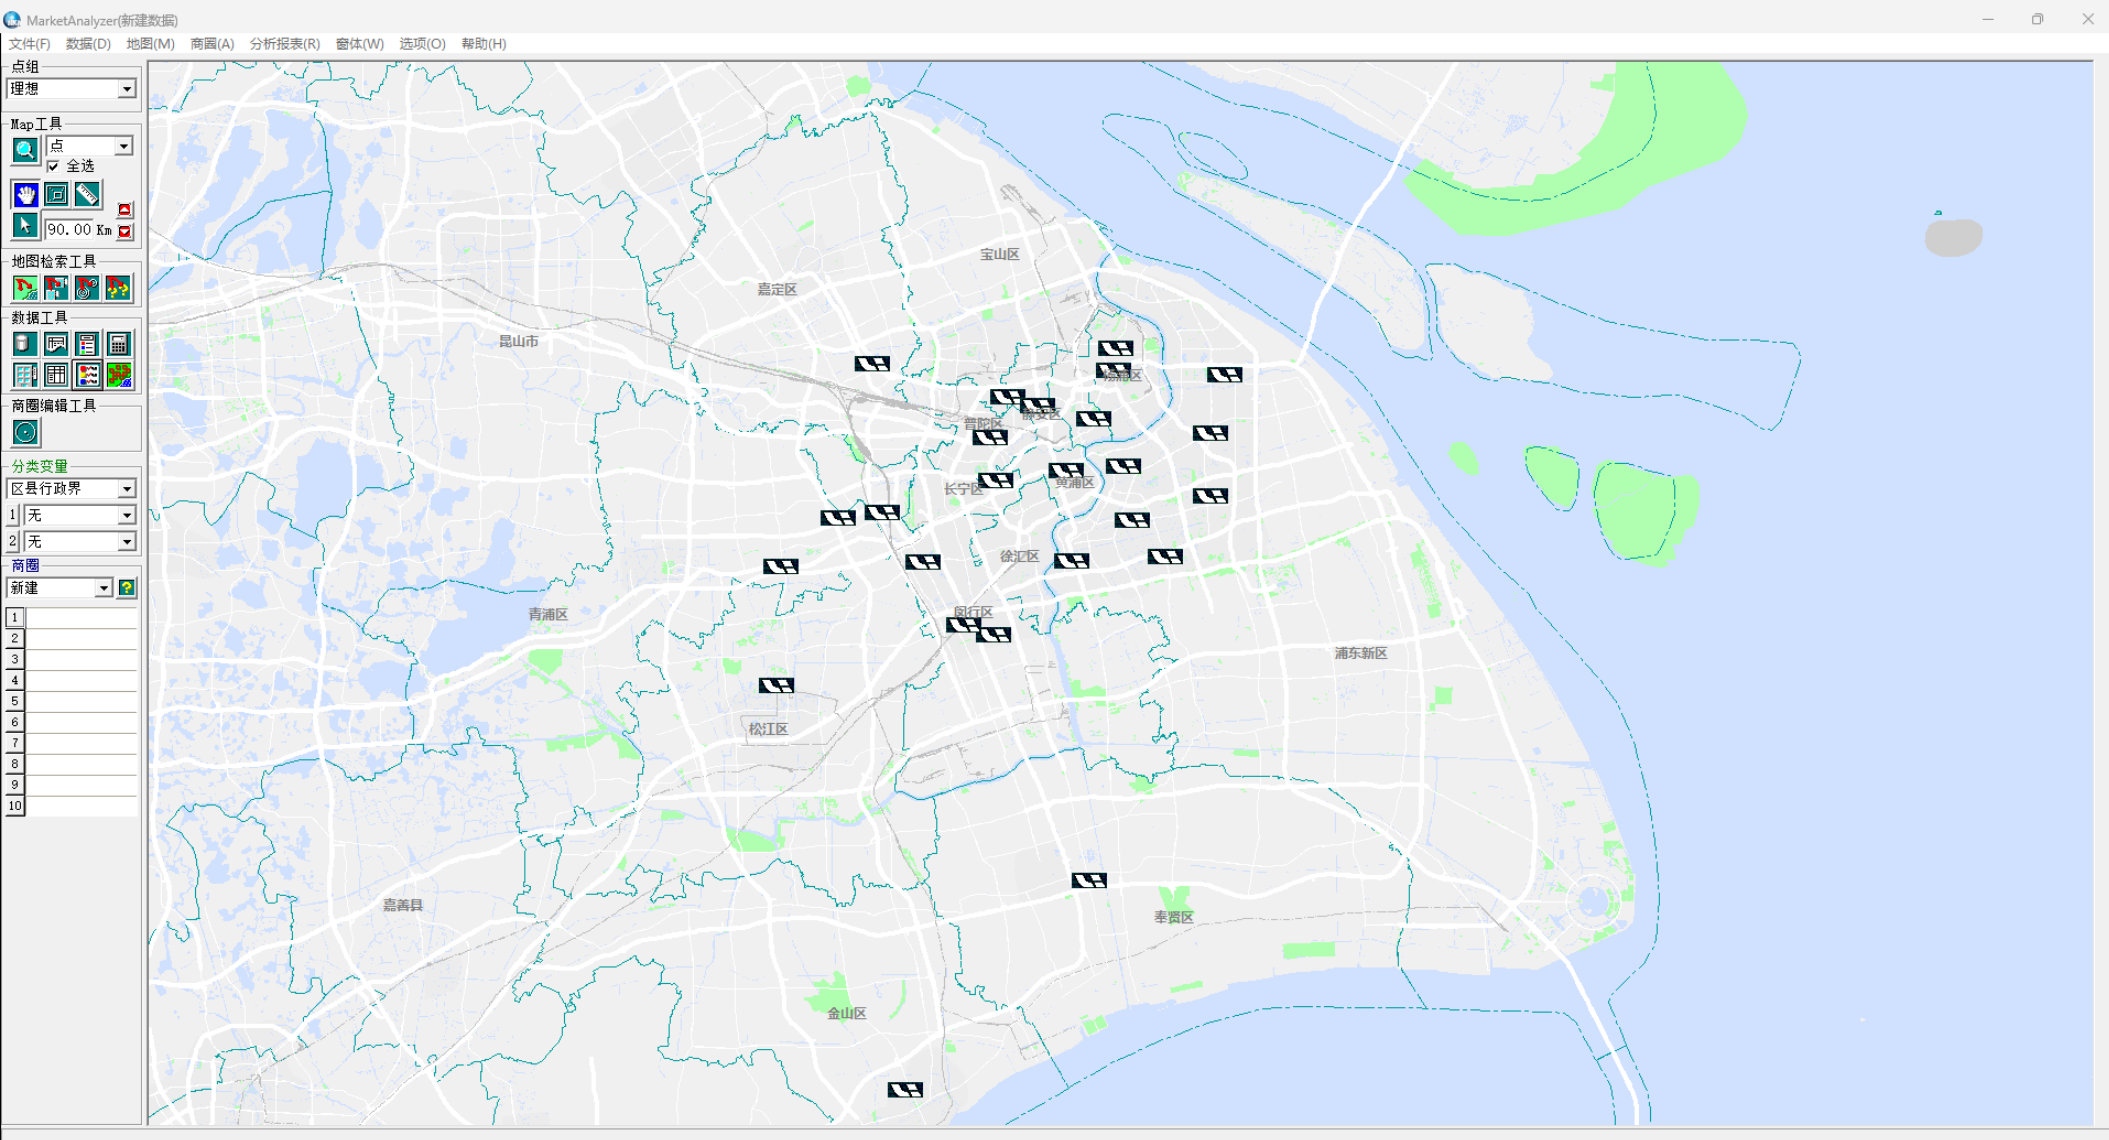 MarketAnalyzer(新建数据)
文件(F) 数据(D) 地图(M) 商圈(A) 分析报表(R) 窗体(W) 选项(O) 帮助(H)
点组
理想
Map工具
点
全选
90.00 Km
地图检索工具
数据工具
商圈编辑工具
分类变量
区县行政界
1 无
2 无
商圈
新建
1
2
3
4
5
6
7
8
9
10
宝山区
嘉定区
昆山市
杨浦区
静安区
普陀区
黄浦区
长宁区
徐汇区
闵行区
青浦区
浦东新区
松江区
嘉善县
奉贤区
金山区